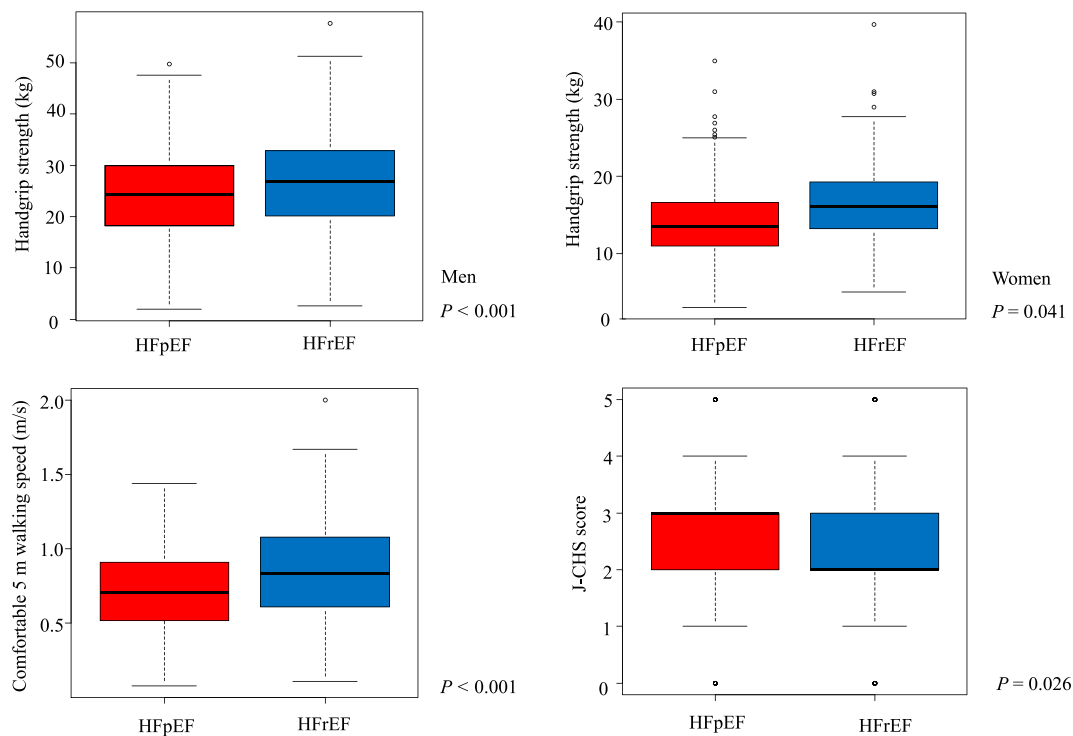 Handgrip strength (kg)
50
40
30
20
10
0
HFpEF
HFrEF
Men
P < 0.001
Handgrip strength (kg)
40
30
20
10
0
HFpEF
HFrEF
Women
P = 0.041
Comfortable 5 m walking speed (m/s)
2.0
1.5
1.0
0.5
HFpEF
HFrEF
P < 0.001
J-CHS score
5
4
3
2
1
0
HFpEF
HFrEF
P = 0.026